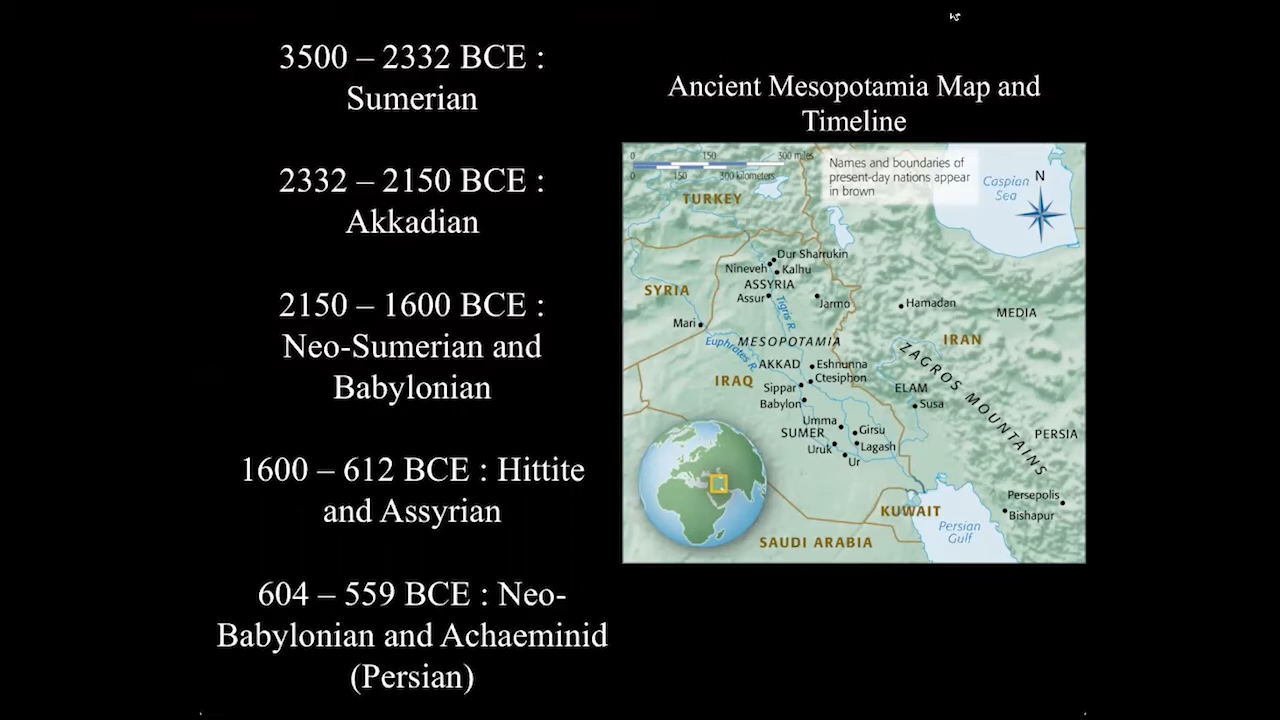 3500 – 2332 BCE :
Sumerian
2332 – 2150 BCE :
Akkadian
2150 – 1600 BCE :
Neo-Sumerian and
Babylonian
1600 – 612 BCE : Hittite
and Assyrian
604 – 559 BCE : Neo-
Babylonian and Achaeminid
(Persian)
Ancient Mesopotamia Map and
Timeline
0 150 300 miles
0 150 300 kilometers
Names and boundaries of
present-day nations appear
in brown
Caspian
Sea
N
TURKEY
Dur Sharrukin
Nineveh
Kalhu
ASSYRIA
SYRIA
Assur
Tigris R.
Jarmo
Hamadan
MEDIA
Mari
Euphrates R.
MESOPOTAMIA
IRAN
ZAGROS MOUNTAINS
AKKAD
Eshnunna
IRAQ
Ctesiphon
Sippar
ELAM
Babylon
Susa
Umma
SUMER
Girsu
PERSIA
Uruk
Lagash
Ur
Persepolis
KUWAIT
Bishapur
Persian
Gulf
SAUDI ARABIA